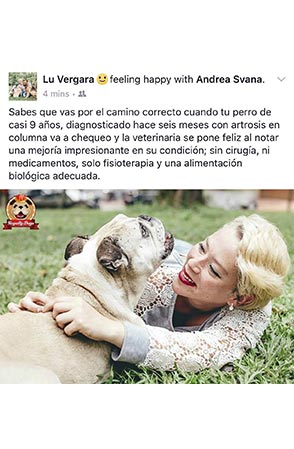 Lu Vergara 😉 feeling happy with Andrea Svana.
4 mins ·
Sabes que vas por el camino correcto cuando tu perro de
casi 9 años, diagnosticado hace seis meses con artrosis en
columna va a chequeo y la veterinaria se pone feliz al notar
una mejoría impresionante en su condición; sin cirugía, ni
medicamentos, solo fisioterapia y una alimentación
biológica adecuada.